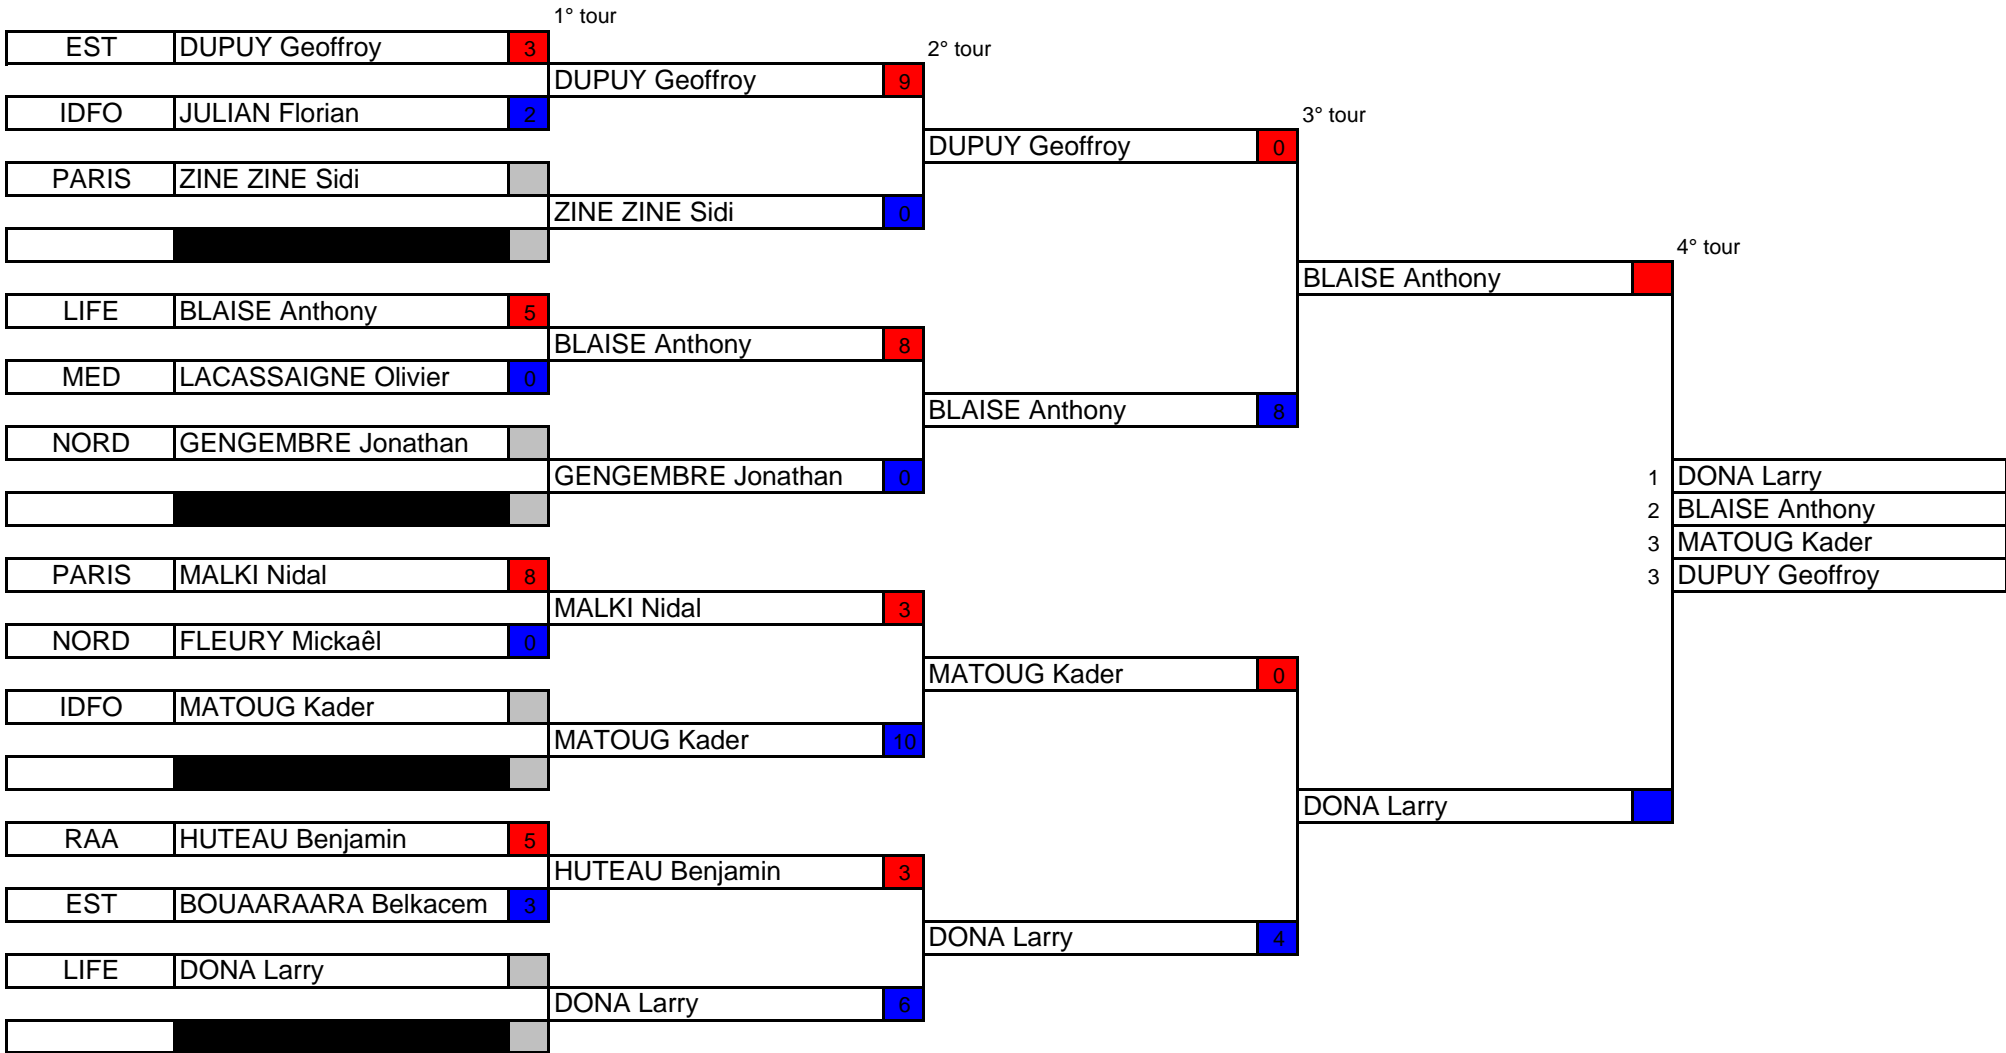 1° tour
EST DUPUY Geoffroy 3
2° tour
DUPUY Geoffroy 9
IDFO JULIAN Florian 2
3° tour
DUPUY Geoffroy 0
PARIS ZINE ZINE Sidi
ZINE ZINE Sidi 0
4° tour
BLAISE Anthony
LIFE BLAISE Anthony 5
BLAISE Anthony 8
MED LACASSAIGNE Olivier 0
BLAISE Anthony 8
NORD GENGEMBRE Jonathan
GENGEMBRE Jonathan 0
1 DONA Larry
2 BLAISE Anthony
3 MATOUG Kader
3 DUPUY Geoffroy
PARIS MALKI Nidal 8
MALKI Nidal 3
NORD FLEURY Mickaêl 0
MATOUG Kader 0
IDFO MATOUG Kader
MATOUG Kader 10
DONA Larry
RAA HUTEAU Benjamin 5
HUTEAU Benjamin 3
EST BOUAARAARA Belkacem 3
DONA Larry 4
LIFE DONA Larry
DONA Larry 6